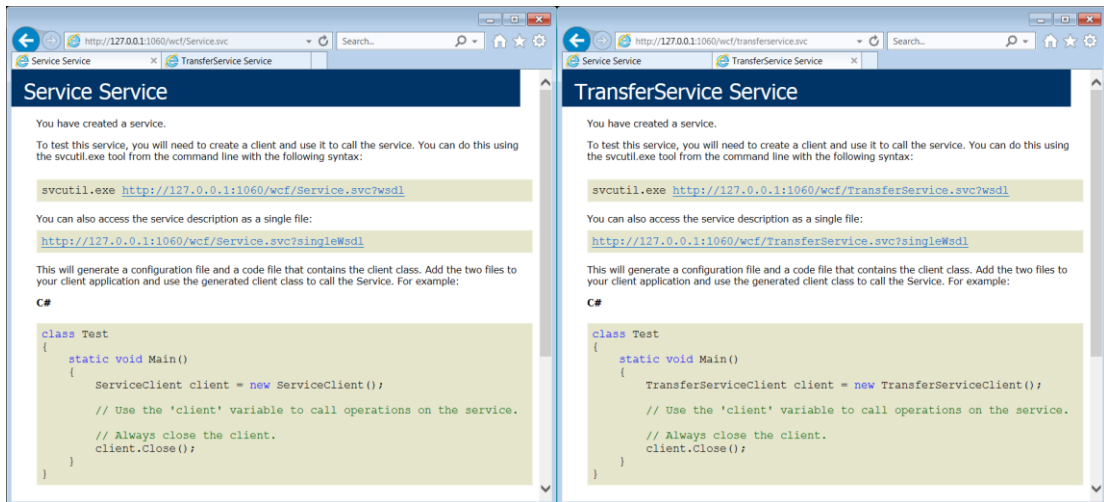 http://127.0.0.1:1060/wcf/Service.svc
Search...
Service Service
TransferService Service
Service Service
You have created a service.
To test this service, you will need to create a client and use it to call the service. You can do this using
the svcutil.exe tool from the command line with the following syntax:
svcutil.exe http://127.0.0.1:1060/wcf/Service.svc?wsdl
You can also access the service description as a single file:
http://127.0.0.1:1060/wcf/Service.svc?singleWsdl
This will generate a configuration file and a code file that contains the client class. Add the two files to
your client application and use the generated client class to call the Service. For example:
C#
class Test
{
    static void Main()
    {
        ServiceClient client = new ServiceClient();
        // Use the 'client' variable to call operations on the service.
        // Always close the client.
        client.Close();
    }
}
http://127.0.0.1:1060/wcf/transferservice.svc
Search...
Service Service
TransferService Service
TransferService Service
You have created a service.
To test this service, you will need to create a client and use it to call the service. You can do this using
the svcutil.exe tool from the command line with the following syntax:
svcutil.exe http://127.0.0.1:1060/wcf/TransferService.svc?wsdl
You can also access the service description as a single file:
http://127.0.0.1:1060/wcf/TransferService.svc?singleWsdl
This will generate a configuration file and a code file that contains the client class. Add the two files to
your client application and use the generated client class to call the Service. For example:
C#
class Test
{
    static void Main()
    {
        TransferServiceClient client = new TransferServiceClient();
        // Use the 'client' variable to call operations on the service.
        // Always close the client.
        client.Close();
    }
}